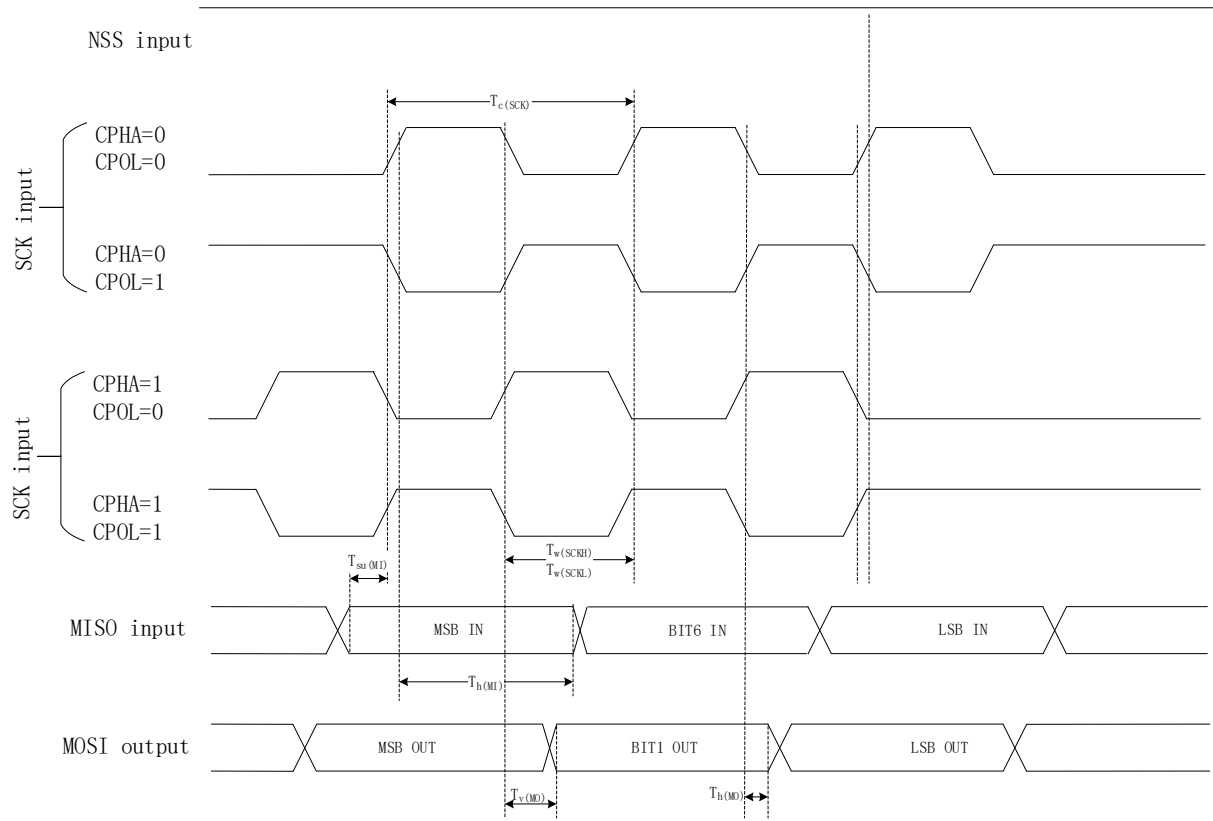 NSS input
Tc(SCK)
SCK input
CPHA=0
CPOL=0
CPHA=0
CPOL=1
SCK input
CPHA=1
CPOL=0
CPHA=1
CPOL=1
Tsu(MI)
Tw(SCKH)
Tw(SCKL)
MISO input
MSB IN
BIT6 IN
LSB IN
Th(MI)
MOSI output
MSB OUT
BIT1 OUT
LSB OUT
Tv(MO)
Th(MO)